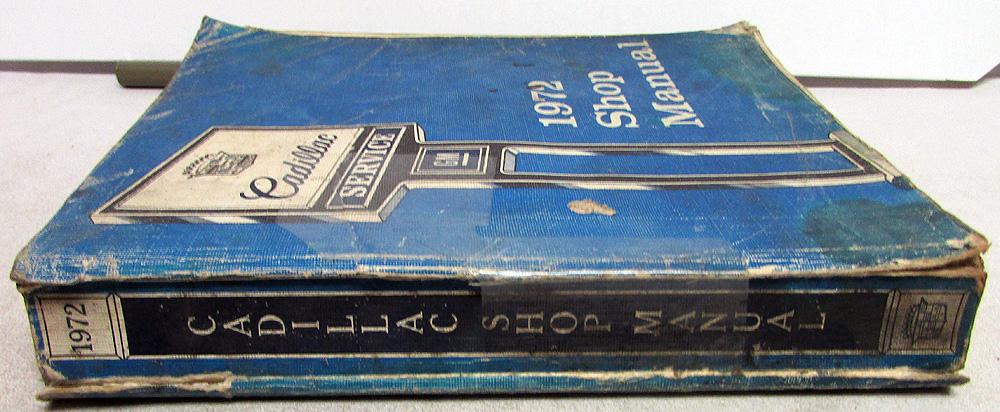 1972
Shop
Manual
Cadillac
SERVICE
GM
1972
CADILLAC SHOP MANUAL